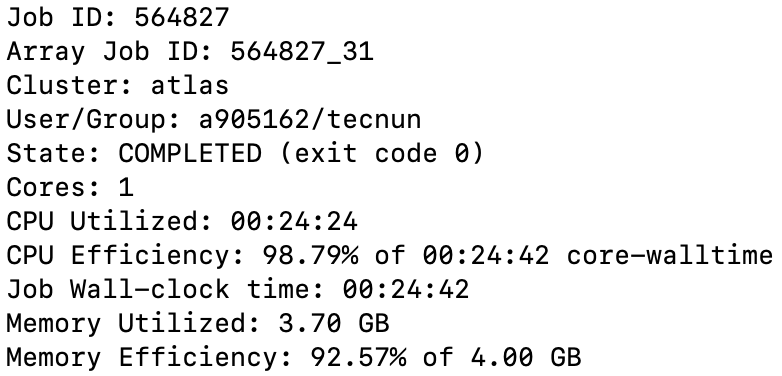 Job ID: 564827
Array Job ID: 564827_31
Cluster: atlas
User/Group: a905162/tecnun
State: COMPLETED (exit code 0)
Cores: 1
CPU Utilized: 00:24:24
CPU Efficiency: 98.79% of 00:24:42 core-walltime
Job Wall-clock time: 00:24:42
Memory Utilized: 3.70 GB
Memory Efficiency: 92.57% of 4.00 GB